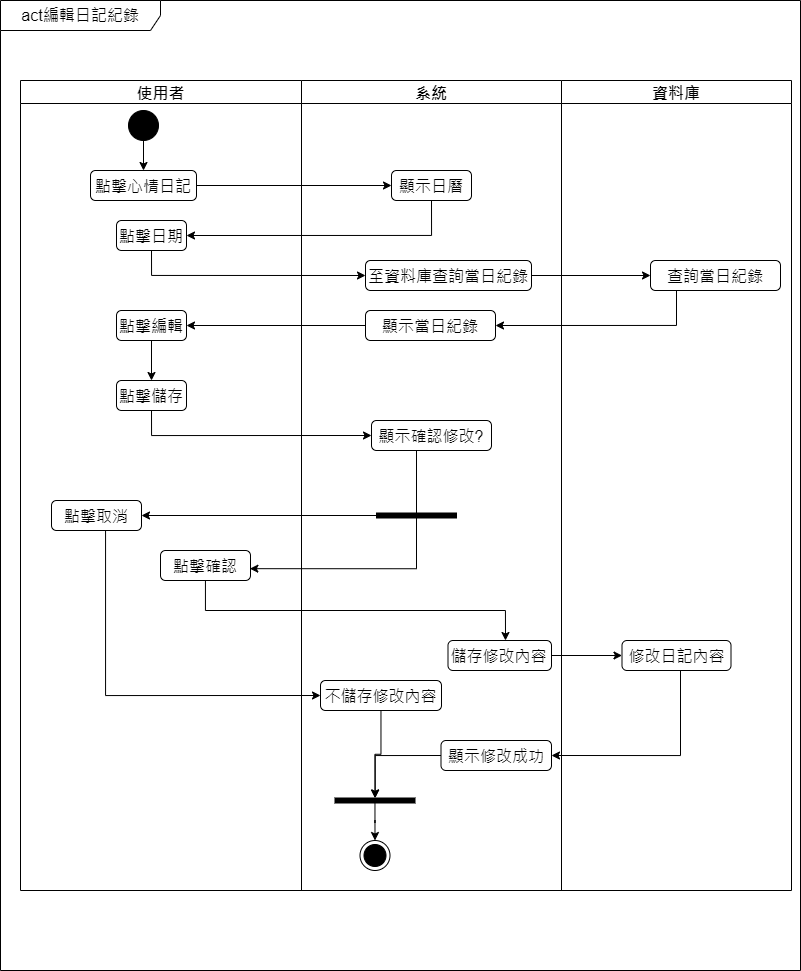 act編輯日記紀錄
使用者
系統
資料庫
點擊心情日記
顯示日曆
點擊日期
至資料庫查詢當日紀錄
查詢當日紀錄
點擊編輯
顯示當日紀錄
點擊儲存
顯示確認修改?
點擊取消
點擊確認
儲存修改內容
修改日記內容
不儲存修改內容
顯示修改成功